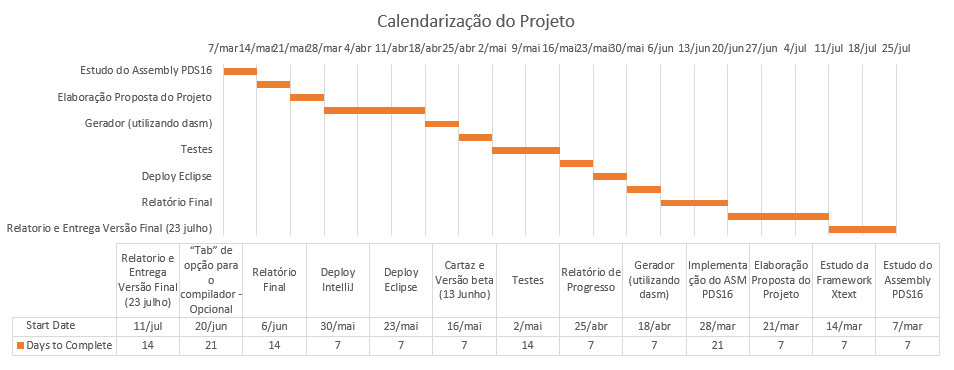 Calendarização do Projeto
7/mar 14/mar 21/mar 28/mar 4/abr 11/abr 18/abr 25/abr 2/mai 9/mai 16/mai 23/mai 30/mai 6/jun 13/jun 20/jun 27/jun 4/jul 11/jul 18/jul 25/jul
Estudo do Assembly PDS16
Elaboração Proposta do Projeto
Gerador (utilizando dasm)
Testes
Deploy Eclipse
Relatório Final
Relatorio e Entrega Versão Final (23 julho)
Relatorio e
Entrega
Versão Final
(23 julho)
“Tab” de
opção para
o
compilador -
Opcional
Relatório
Final
Deploy
IntelliJ
Deploy
Eclipse
Cartaz e
Versão beta
(13 Junho)
Testes
Relatório de
Progresso
Gerador
(utilizando
dasm)
Implementa
ção do ASM
PDS16
Elaboração
Proposta do
Projeto
Estudo da
Framework
Xtext
Estudo do
Assembly
PDS16
Start Date 11/jul 20/jun 6/jun 30/mai 23/mai 16/mai 2/mai 25/abr 18/abr 28/mar 21/mar 14/mar 7/mar
Days to Complete 14 21 14 7 7 7 14 7 7 21 7 7 7